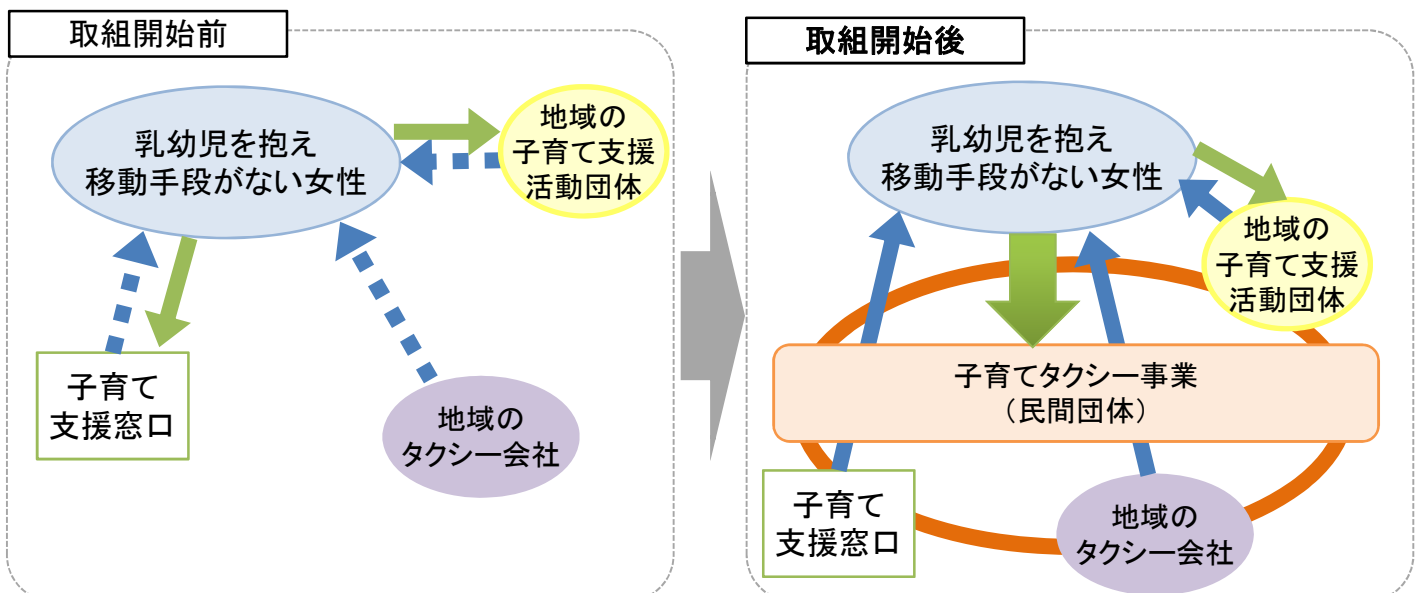 取組開始前
乳幼児を抱え
移動手段がない女性
地域の
子育て支援
活動団体
子育て
支援窓口
地域の
タクシー会社
取組開始後
乳幼児を抱え
移動手段がない女性
地域の
子育て支援
活動団体
子育てタクシー事業
（民間団体）
子育て
支援窓口
地域の
タクシー会社